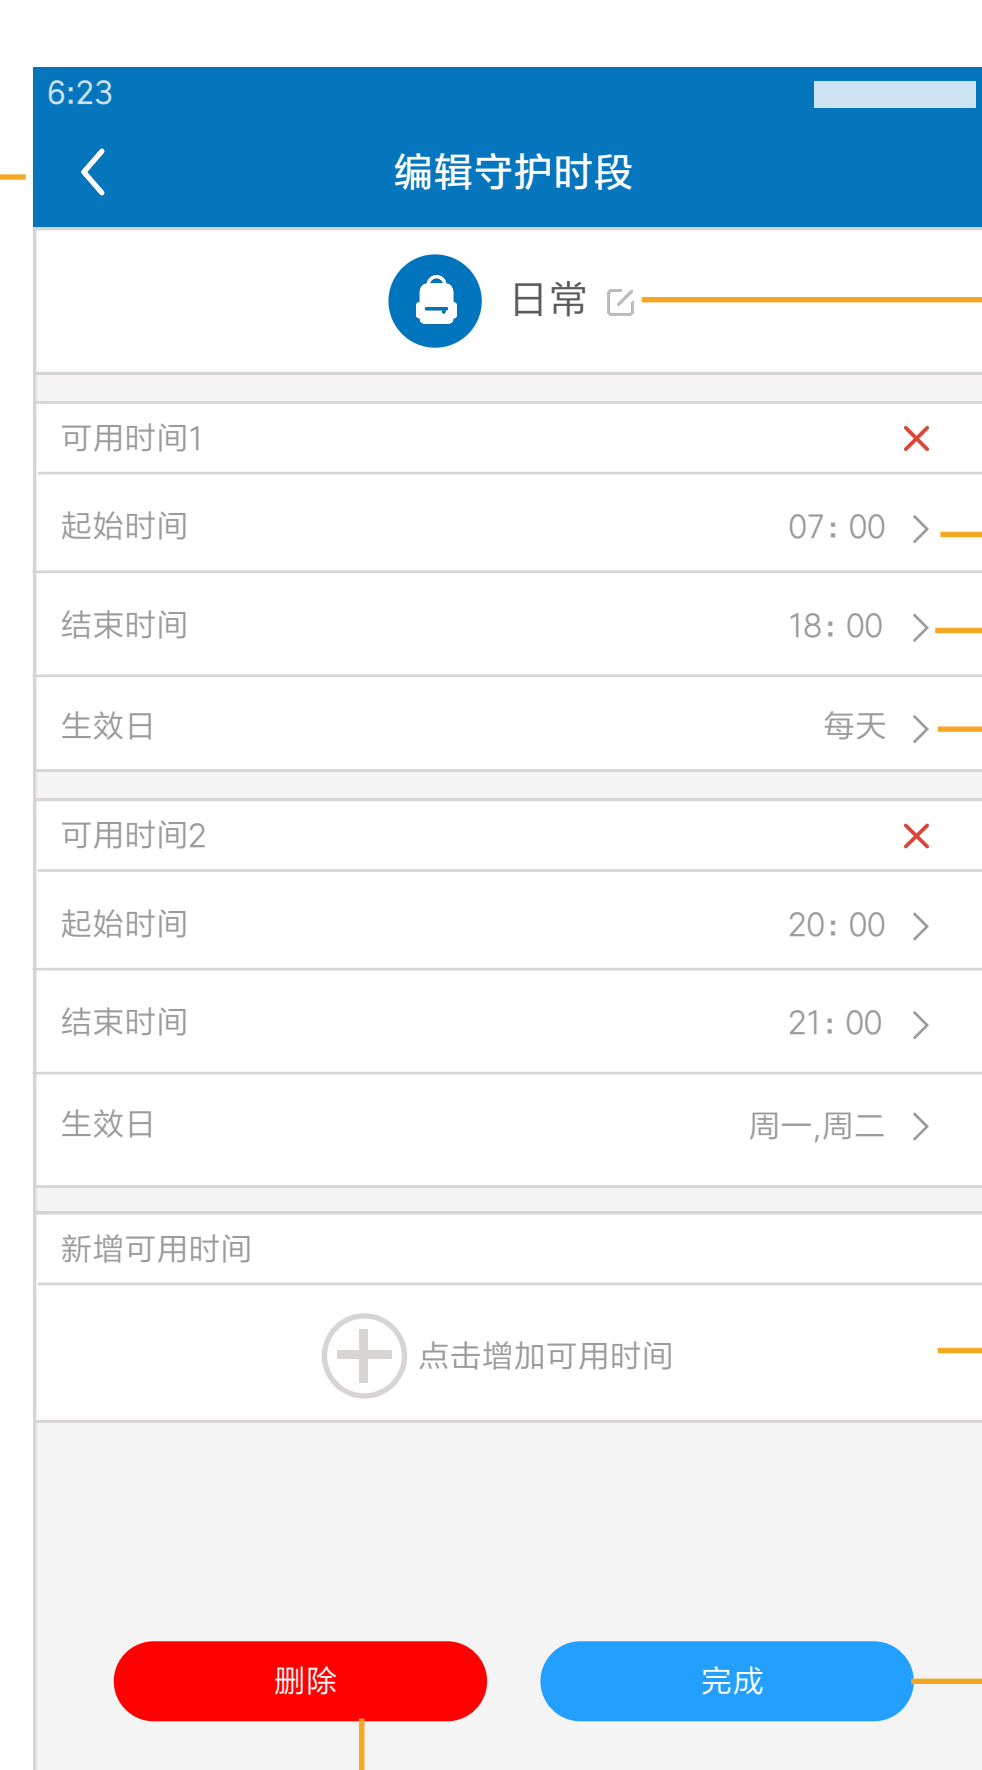 6:23
编辑守护时段
日常
可用时间1
起始时间 07: 00
结束时间 18: 00
生效日 每天
可用时间2
起始时间 20: 00
结束时间 21: 00
生效日 周一,周二
新增可用时间
点击增加可用时间
删除 完成